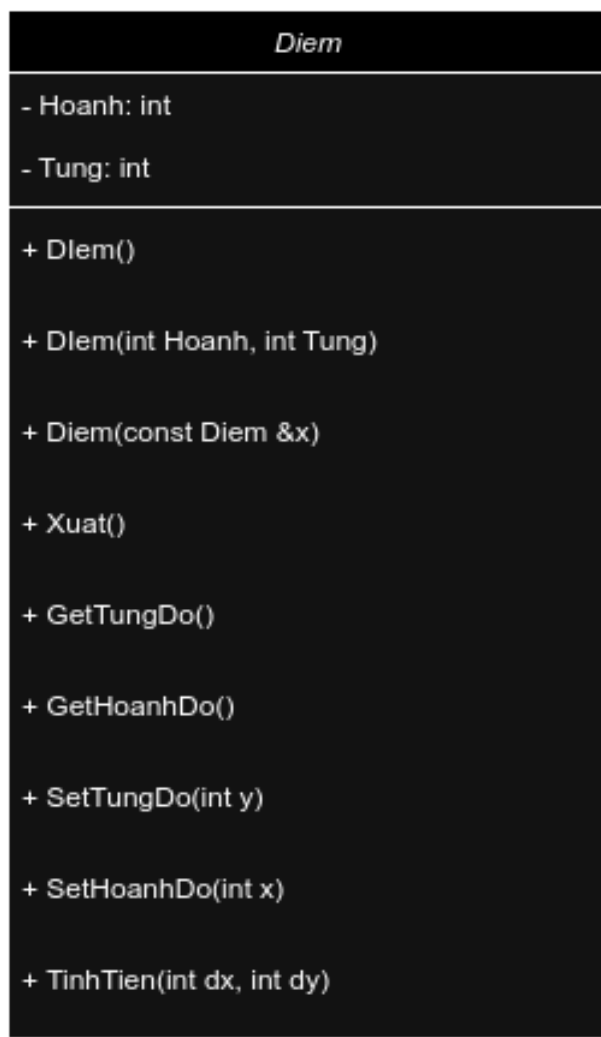 Diem
- Hoanh: int
- Tung: int
+ DIem()
+ DIem(int Hoanh, int Tung)
+ Diem(const Diem &x)
+ Xuat()
+ GetTungDo()
+ GetHoanhDo()
+ SetTungDo(int y)
+ SetHoanhDo(int x)
+ TinhTien(int dx, int dy)